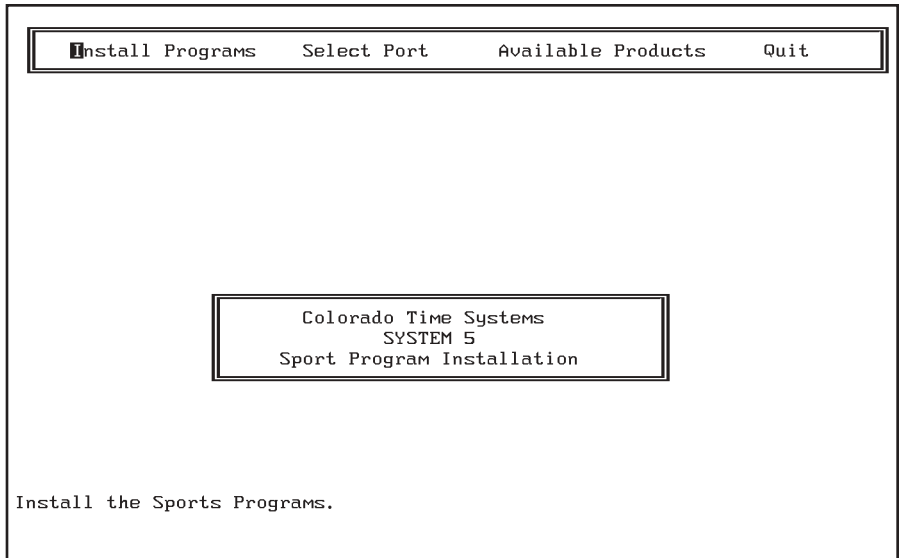 Install Programs Select Port Available Products Quit
Colorado Time Systems
SYSTEM 5
Sport Program Installation
Install the Sports Programs.